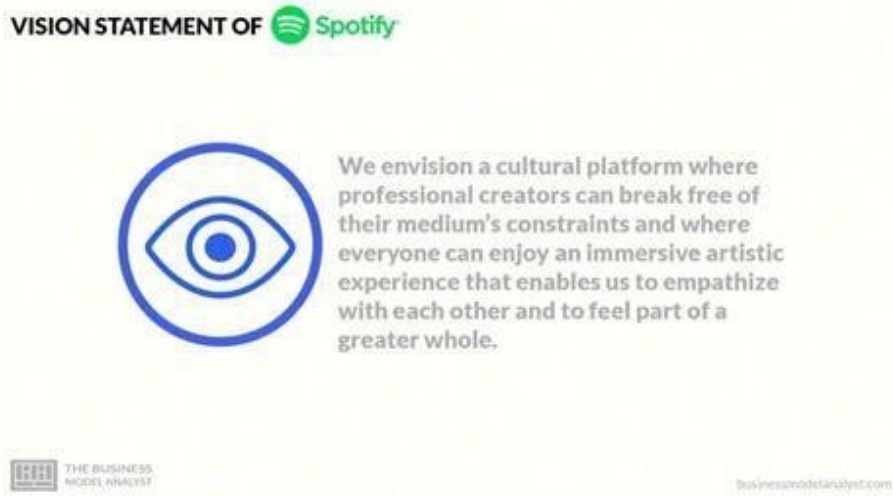 VISION STATEMENT OF Spotify
We envision a cultural platform where
professional creators can break free of
their medium's constraints and where
everyone can enjoy an immersive artistic
experience that enables us to empathize
with each other and to feel part of a
greater whole.
THE BUSINESS
MODEL ANALYST
businessmodelanalyst.com